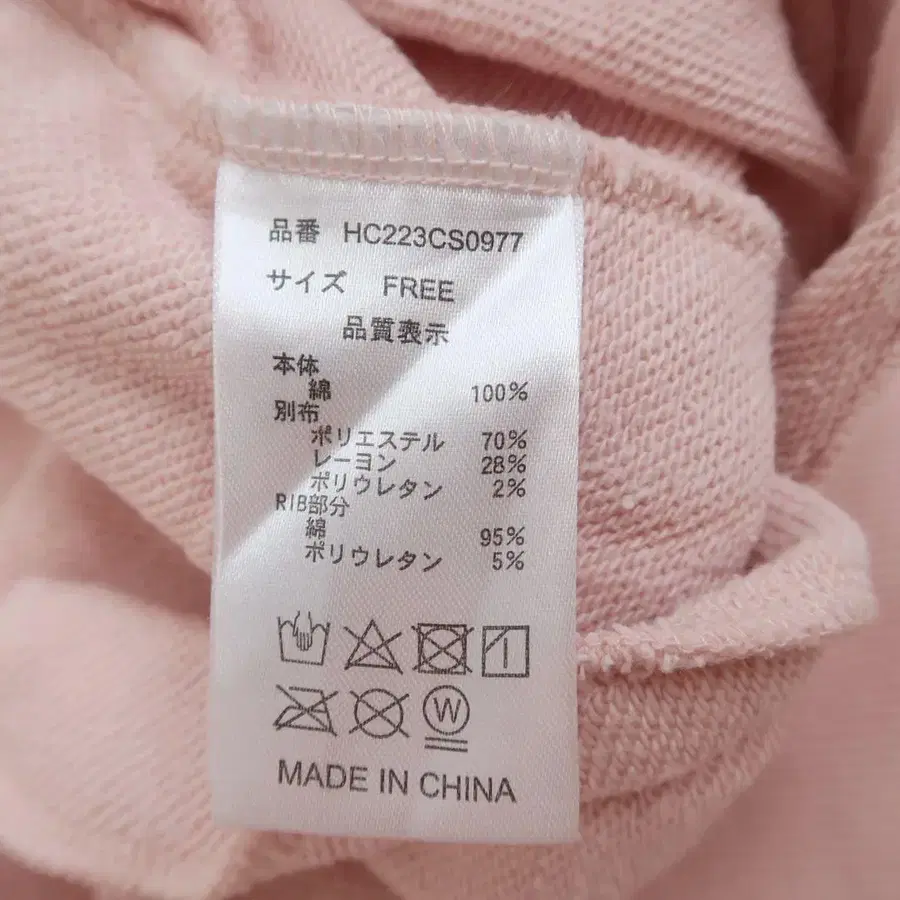 品番 HC223CS0977
サイズ FREE
品質表示
本体
綿 100%
別布
ポリエステル 70%
レーヨン 28%
ポリウレタン 2%
RIB部分
綿 95%
ポリウレタン 5%
W
MADE IN CHINA